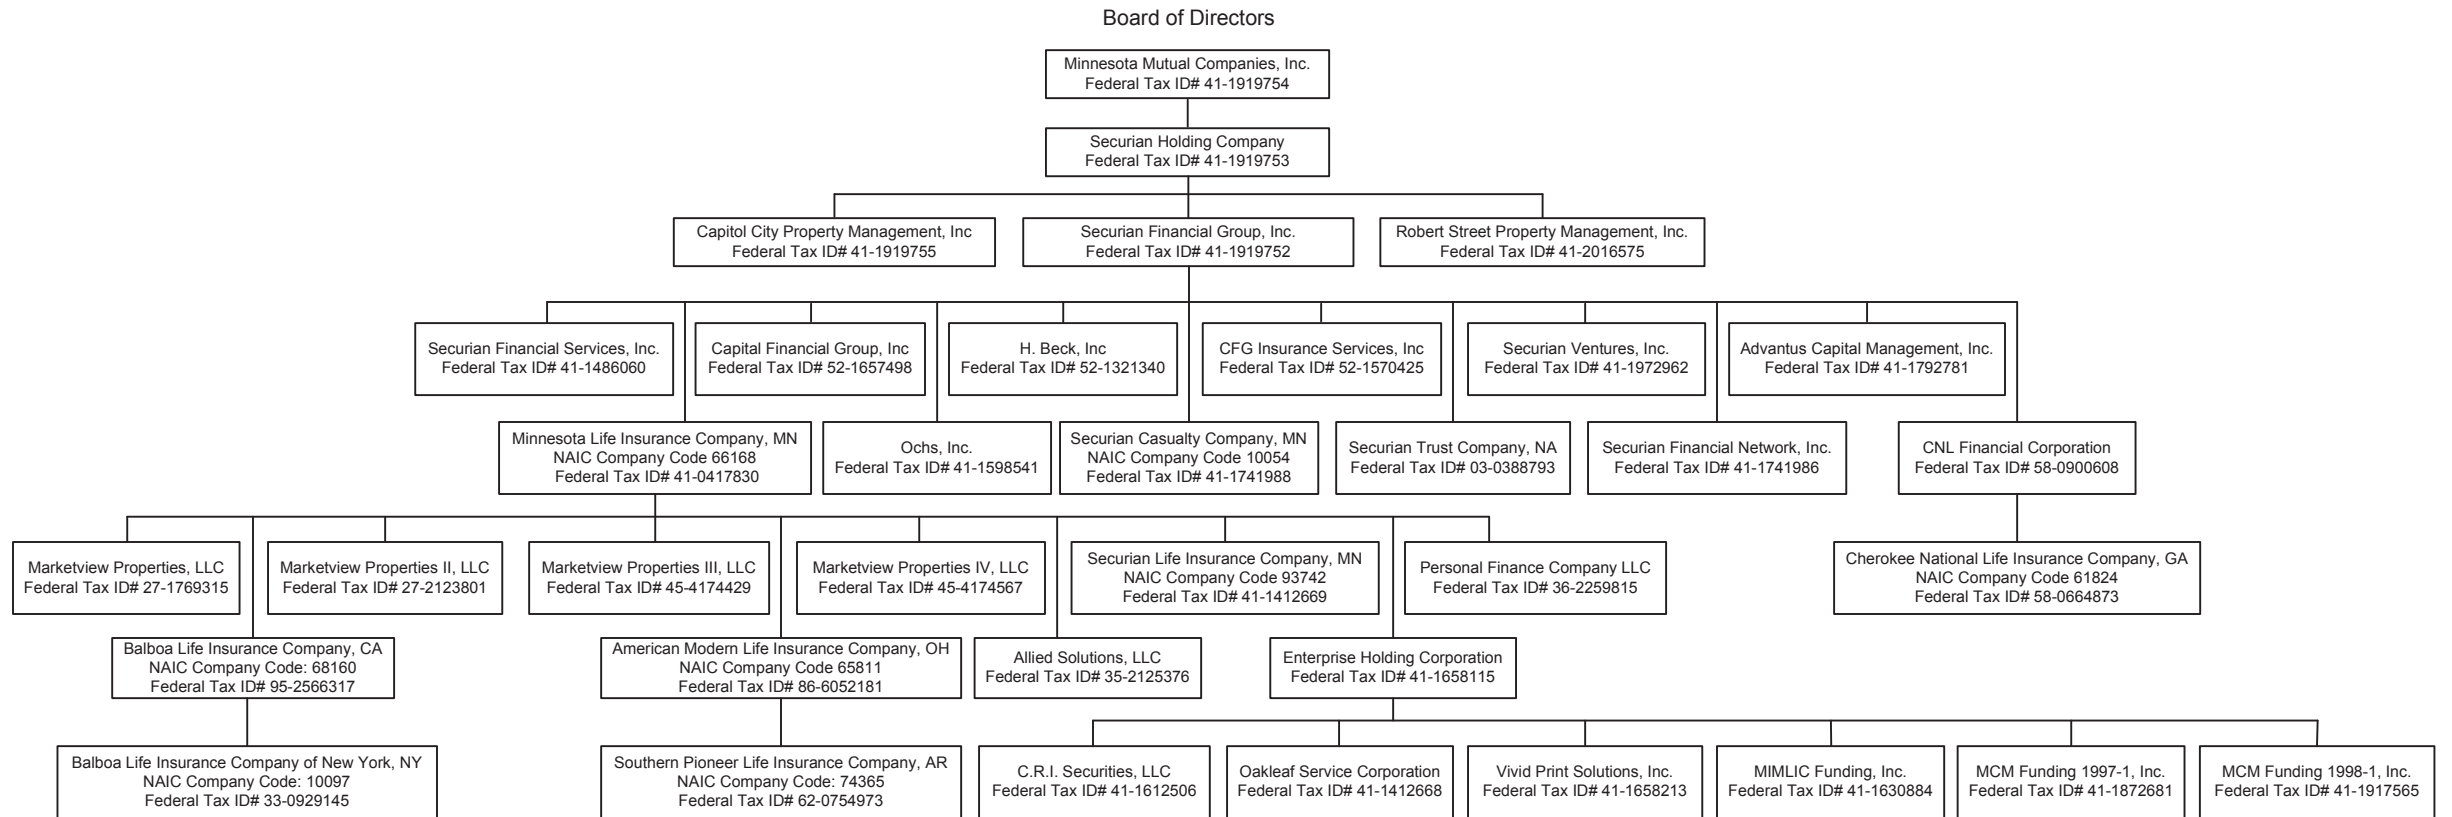 Board of Directors
Minnesota Mutual Companies, Inc.
Federal Tax ID# 41-1919754
Securian Holding Company
Federal Tax ID# 41-1919753
Capitol City Property Management, Inc
Federal Tax ID# 41-1919755
Securian Financial Group, Inc.
Federal Tax ID# 41-1919752
Robert Street Property Management, Inc.
Federal Tax ID# 41-2016575
Securian Financial Services, Inc.
Federal Tax ID# 41-1486060
Capital Financial Group, Inc
Federal Tax ID# 52-1657498
H. Beck, Inc
Federal Tax ID# 52-1321340
CFG Insurance Services, Inc
Federal Tax ID# 52-1570425
Securian Ventures, Inc.
Federal Tax ID# 41-1972962
Advantus Capital Management, Inc.
Federal Tax ID# 41-1792781
Minnesota Life Insurance Company, MN
NAIC Company Code 66168
Federal Tax ID# 41-0417830
Ochs, Inc.
Federal Tax ID# 41-1598541
Securian Casualty Company, MN
NAIC Company Code 10054
Federal Tax ID# 41-1741988
Securian Trust Company, NA
Federal Tax ID# 03-0388793
Securian Financial Network, Inc.
Federal Tax ID# 41-1741986
CNL Financial Corporation
Federal Tax ID# 58-0900608
Marketview Properties, LLC
Federal Tax ID# 27-1769315
Marketview Properties II, LLC
Federal Tax ID# 27-2123801
Marketview Properties III, LLC
Federal Tax ID# 45-4174429
Marketview Properties IV, LLC
Federal Tax ID# 45-4174567
Securian Life Insurance Company, MN
NAIC Company Code 93742
Federal Tax ID# 41-1412669
Personal Finance Company LLC
Federal Tax ID# 36-2259815
Cherokee National Life Insurance Company, GA
NAIC Company Code 61824
Federal Tax ID# 58-0664873
Balboa Life Insurance Company, CA
NAIC Company Code: 68160
Federal Tax ID# 95-2566317
American Modern Life Insurance Company, OH
NAIC Company Code 65811
Federal Tax ID# 86-6052181
Allied Solutions, LLC
Federal Tax ID# 35-2125376
Enterprise Holding Corporation
Federal Tax ID# 41-1658115
Balboa Life Insurance Company of New York, NY
NAIC Company Code: 10097
Federal Tax ID# 33-0929145
Southern Pioneer Life Insurance Company, AR
NAIC Company Code: 74365
Federal Tax ID# 62-0754973
C.R.I. Securities, LLC
Federal Tax ID# 41-1612506
Oakleaf Service Corporation
Federal Tax ID# 41-1412668
Vivid Print Solutions, Inc.
Federal Tax ID# 41-1658213
MIMLIC Funding, Inc.
Federal Tax ID# 41-1630884
MCM Funding 1997-1, Inc.
Federal Tax ID# 41-1872681
MCM Funding 1998-1, Inc.
Federal Tax ID# 41-1917565